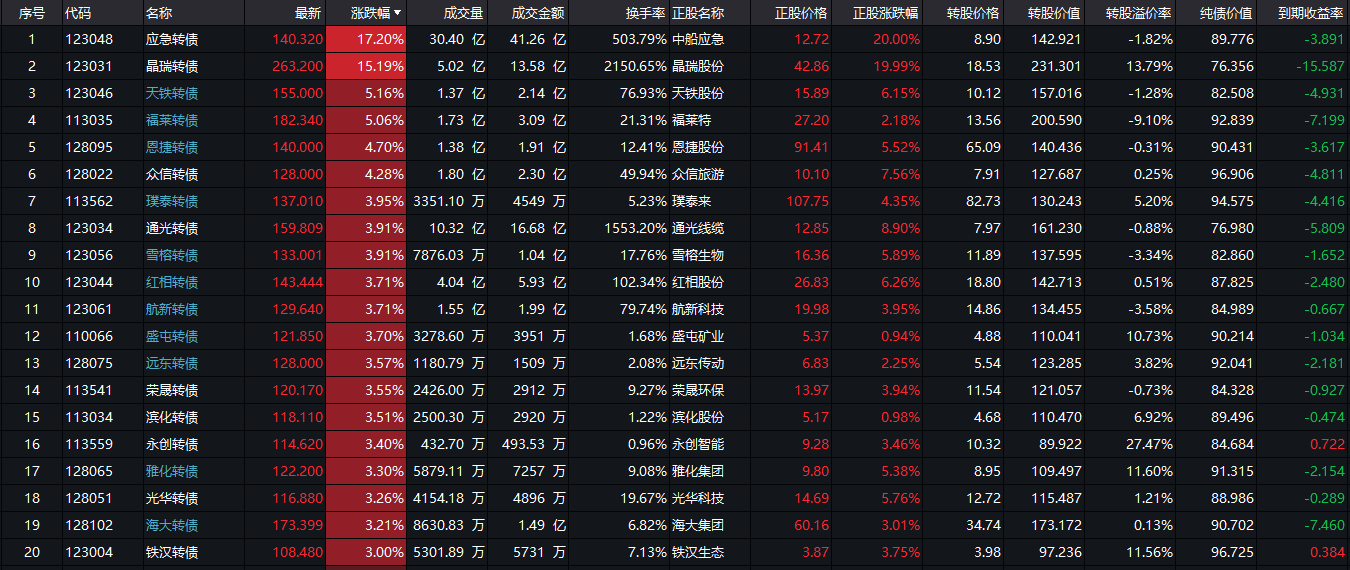 序号 代码 名称 最新 涨跌幅 成交量 成交金额 换手率 正股名称 正股价格 正股涨跌幅 转股价格 转股价值 转股溢价率 纯债价值 到期收益率
1 123048 应急转债 140.320 17.20% 30.40 亿 41.26 亿 503.79% 中船应急 12.72 20.00% 8.90 142.921 -1.82% 89.776 -3.891
2 123031 晶瑞转债 263.200 15.19% 5.02 亿 13.58 亿 2150.65% 晶瑞股份 42.86 19.99% 18.53 231.301 13.79% 76.356 -15.587
3 123046 天铁转债 155.000 5.16% 1.37 亿 2.14 亿 76.93% 天铁股份 15.89 6.15% 10.12 157.016 -1.28% 82.508 -4.931
4 113035 福莱转债 182.340 5.06% 1.73 亿 3.09 亿 21.31% 福莱特 27.20 2.18% 13.56 200.590 -9.10% 92.839 -7.199
5 128095 恩捷转债 140.000 4.70% 1.38 亿 1.91 亿 12.41% 恩捷股份 91.41 5.52% 65.09 140.436 -0.31% 90.431 -3.617
6 128022 众信转债 128.000 4.28% 1.80 亿 2.30 亿 49.94% 众信旅游 10.10 7.56% 7.91 127.687 0.25% 96.906 -4.811
7 113562 璞泰转债 137.010 3.95% 3351.10 万 4549 万 5.23% 璞泰来 107.75 4.35% 82.73 130.243 5.20% 94.575 -4.416
8 123034 通光转债 159.809 3.91% 10.32 亿 16.68 亿 1553.20% 通光线缆 12.85 8.90% 7.97 161.230 -0.88% 76.980 -5.809
9 123056 雪榕转债 133.001 3.91% 7876.03 万 1.04 亿 17.76% 雪榕生物 16.36 5.89% 11.89 137.595 -3.34% 82.860 -1.652
10 123044 红相转债 143.444 3.71% 4.04 亿 5.93 亿 102.34% 红相股份 26.83 6.26% 18.80 142.713 0.51% 87.825 -2.480
11 123061 航新转债 129.640 3.71% 1.55 亿 1.99 亿 79.74% 航新科技 19.98 3.95% 14.86 134.455 -3.58% 84.989 -0.667
12 110066 盛屯转债 121.850 3.70% 3278.60 万 3951 万 1.68% 盛屯矿业 5.37 0.94% 4.88 110.041 10.73% 90.214 -1.034
13 128075 远东转债 128.000 3.57% 1180.79 万 1509 万 2.08% 远东传动 6.83 2.25% 5.54 123.285 3.82% 92.041 -2.181
14 113541 荣晟转债 120.170 3.55% 2426.00 万 2912 万 9.27% 荣晟环保 13.97 3.94% 11.54 121.057 -0.73% 84.328 -0.927
15 113034 滨化转债 118.110 3.51% 2500.30 万 2920 万 1.22% 滨化股份 5.17 0.98% 4.68 110.470 6.92% 89.496 -0.474
16 113559 永创转债 114.620 3.40% 432.70 万 493.53 万 0.96% 永创智能 9.28 3.46% 10.32 89.922 27.47% 84.684 0.722
17 128065 雅化转债 122.200 3.30% 5879.11 万 7257 万 9.08% 雅化集团 9.80 5.38% 8.95 109.497 11.60% 91.315 -2.154
18 128051 光华转债 116.880 3.26% 4154.18 万 4896 万 19.67% 光华科技 14.69 5.76% 12.72 115.487 1.21% 88.986 -0.289
19 128102 海大转债 173.399 3.21% 8630.83 万 1.49 亿 6.82% 海大集团 60.16 3.01% 34.74 173.172 0.13% 90.702 -7.460
20 123004 铁汉转债 108.480 3.00% 5301.89 万 5731 万 7.13% 铁汉生态 3.87 3.75% 3.98 97.236 11.56% 96.725 0.384